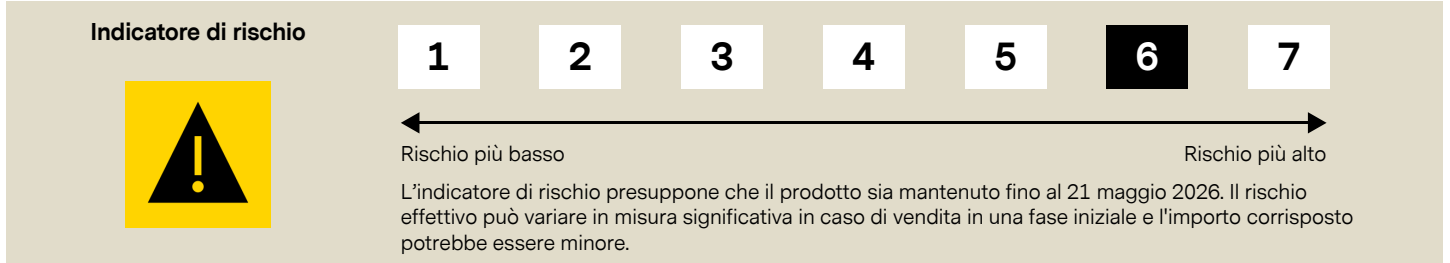 Indicatore di rischio
1 2 3 4 5 6 7
!
Rischio più basso
Rischio più alto
L’indicatore di rischio presuppone che il prodotto sia mantenuto fino al 21 maggio 2026. Il rischio
effettivo può variare in misura significativa in caso di vendita in una fase iniziale e l'importo corrisposto
potrebbe essere minore.